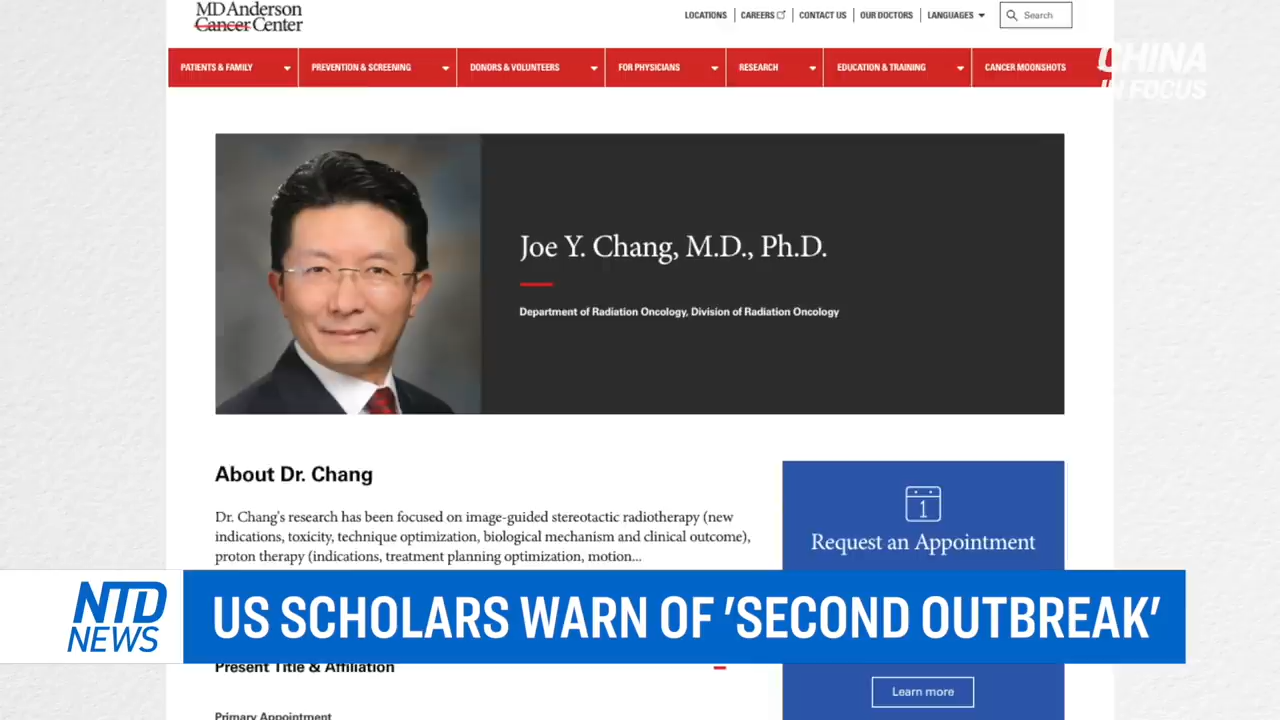 MD Anderson
Cancer Center
LOCATIONS CAREERS CONTACT US OUR DOCTORS LANGUAGES Search
PATIENTS & FAMILY PREVENTION & SCREENING DONORS & VOLUNTEERS FOR PHYSICIANS RESEARCH EDUCATION & TRAINING CANCER MOONSHOTS
CHINA
IN FOCUS
Joe Y. Chang, M.D., Ph.D.
Department of Radiation Oncology, Division of Radiation Oncology
About Dr. Chang
Dr. Chang's research has been focused on image-guided stereotactic radiotherapy (new
indications, toxicity, technique optimization, biological mechanism and clinical outcome),
proton therapy (indications, treatment planning optimization, motion...
1
Request an Appointment
NTD
NEWS
US SCHOLARS WARN OF 'SECOND OUTBREAK'
Present Title & Affiliation
Learn more
Primary Appointment